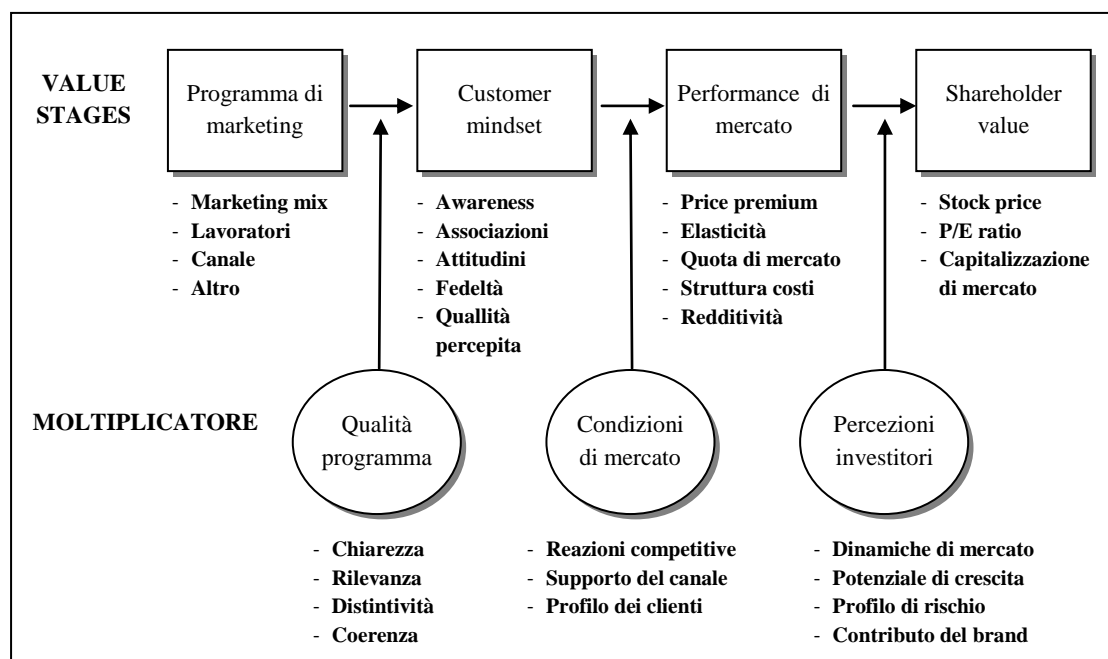 VALUE
STAGES
Programma di
marketing
Customer
mindset
Performance di
mercato
Shareholder
value
- Marketing mix
- Lavoratori
- Canale
- Altro
- Awareness
- Associazioni
- Attitudini
- Fedeltà
- Quallità
percepita
- Price premium
- Elasticità
- Quota di mercato
- Struttura costi
- Redditività
- Stock price
- P/E ratio
- Capitalizzazione
di mercato
MOLTIPLICATORE
Qualità
programma
Condizioni
di mercato
Percezioni
investitori
- Chiarezza
- Rilevanza
- Distintività
- Coerenza
- Reazioni competitive
- Supporto del canale
- Profilo dei clienti
- Dinamiche di mercato
- Potenziale di crescita
- Profilo di rischio
- Contributo del brand